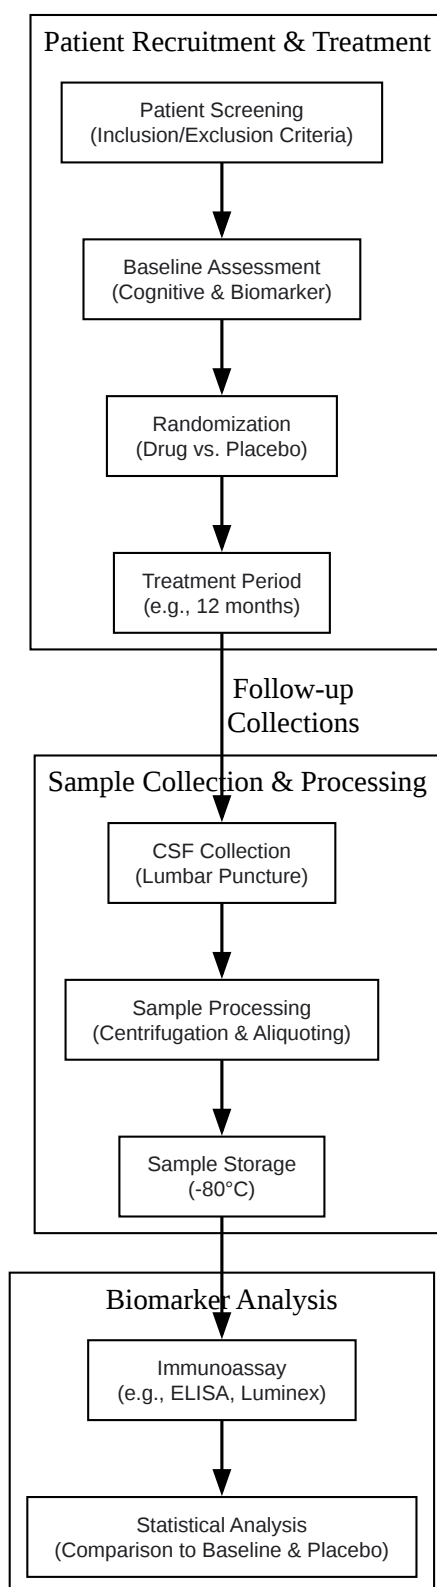 Patient Recruitment & Treatment
Patient Screening
(Inclusion/Exclusion Criteria)
Baseline Assessment
(Cognitive & Biomarker)
Randomization
(Drug vs. Placebo)
Treatment Period
(e.g., 12 months)
Follow-up
Collections
Sample Collection & Processing
CSF Collection
(Lumbar Puncture)
Sample Processing
(Centrifugation & Aliquoting)
Sample Storage
(-80°C)
Biomarker Analysis
Immunoassay
(e.g., ELISA, Luminex)
Statistical Analysis
(Comparison to Baseline & Placebo)